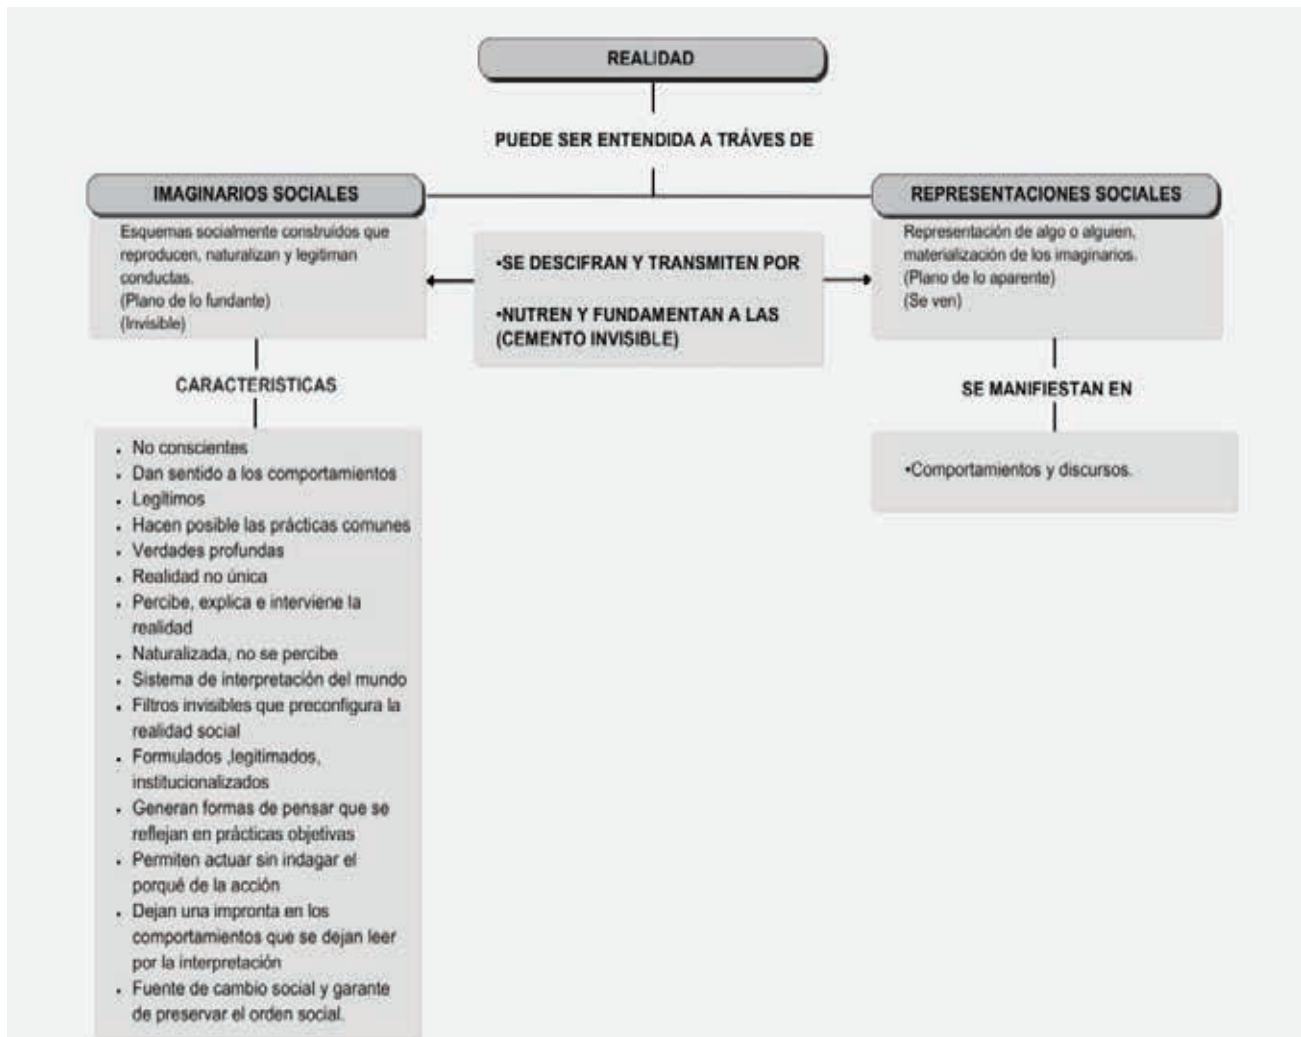 REALIDAD
PUEDE SER ENTENDIDA A TRÁVES DE
IMAGINARIOS SOCIALES
Esquemas socialmente construidos que
reproducen, naturalizan y legitiman
conductas.
(Plano de lo fundante)
(Invisible)
•SE DESCIFRAN Y TRANSMITEN POR
•NUTREN Y FUNDAMENTAN A LAS
(CEMENTO INVISIBLE)
REPRESENTACIONES SOCIALES
Representación de algo o alguien,
materialización de los imaginarios.
(Plano de lo aparente)
(Se ven)
CARACTERISTICAS
• No conscientes
• Dan sentido a los comportamientos
• Legítimos
• Hacen posible las prácticas comunes
• Verdades profundas
• Realidad no única
• Percibe, explica e interviene la
realidad
• Naturalizada, no se percibe
• Sistema de interpretación del mundo
• Filtros invisibles que preconfigura la
realidad social
• Formulados ,legitimados,
institucionalizados
• Generan formas de pensar que se
reflejan en prácticas objetivas
• Permiten actuar sin indagar el
porqué de la acción
• Dejan una impronta en los
comportamientos que se dejan leer
por la interpretación
• Fuente de cambio social y garante
de preservar el orden social.
SE MANIFIESTAN EN
•Comportamientos y discursos.